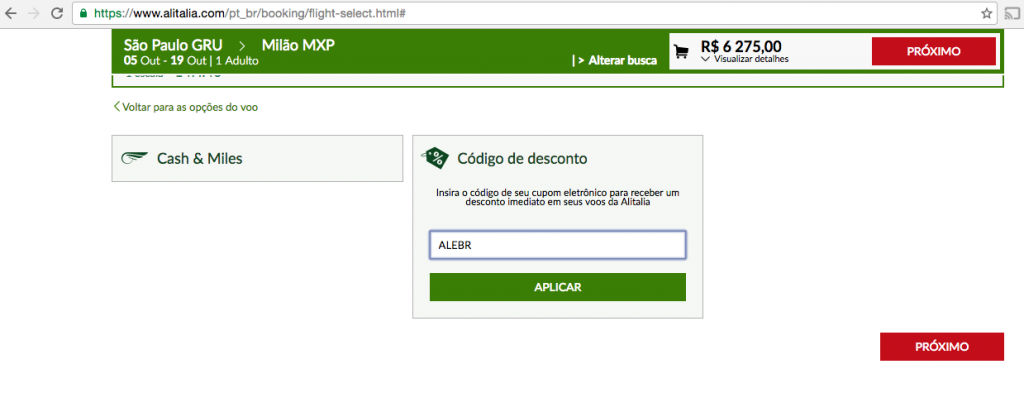 https://www.alitalia.com/pt_br/booking/flight-select.html#
São Paulo GRU > Milão MXP
05 Out - 19 Out | 1 Adulto
| > Alterar busca
R$ 6 275,00
Visualizar detalhes
PRÓXIMO
Voltar para as opções do voo
Cash & Miles
Código de desconto
Insira o código de seu cupom eletrônico para receber um
desconto imediato em seus voos da Alitalia
ALEBR
APLICAR
PRÓXIMO